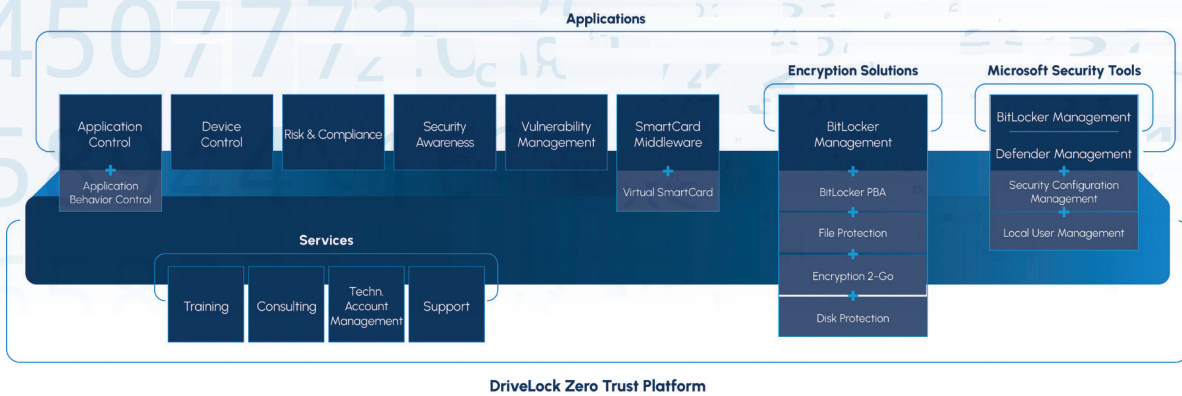 Applications
Application
Control
Application
Behavior Control
Device
Control
Risk & Compliance
Security
Awareness
Vulnerability
Management
SmartCard
Middleware
Virtual SmartCard
Encryption Solutions
BitLocker
Management
BitLocker PBA
File Protection
Encryption 2-Go
Disk Protection
Microsoft Security Tools
BitLocker Management
Defender Management
Security Configuration
Management
Local User Management
Services
Training
Consulting
Techn.
Account
Management
Support
DriveLock Zero Trust Platform